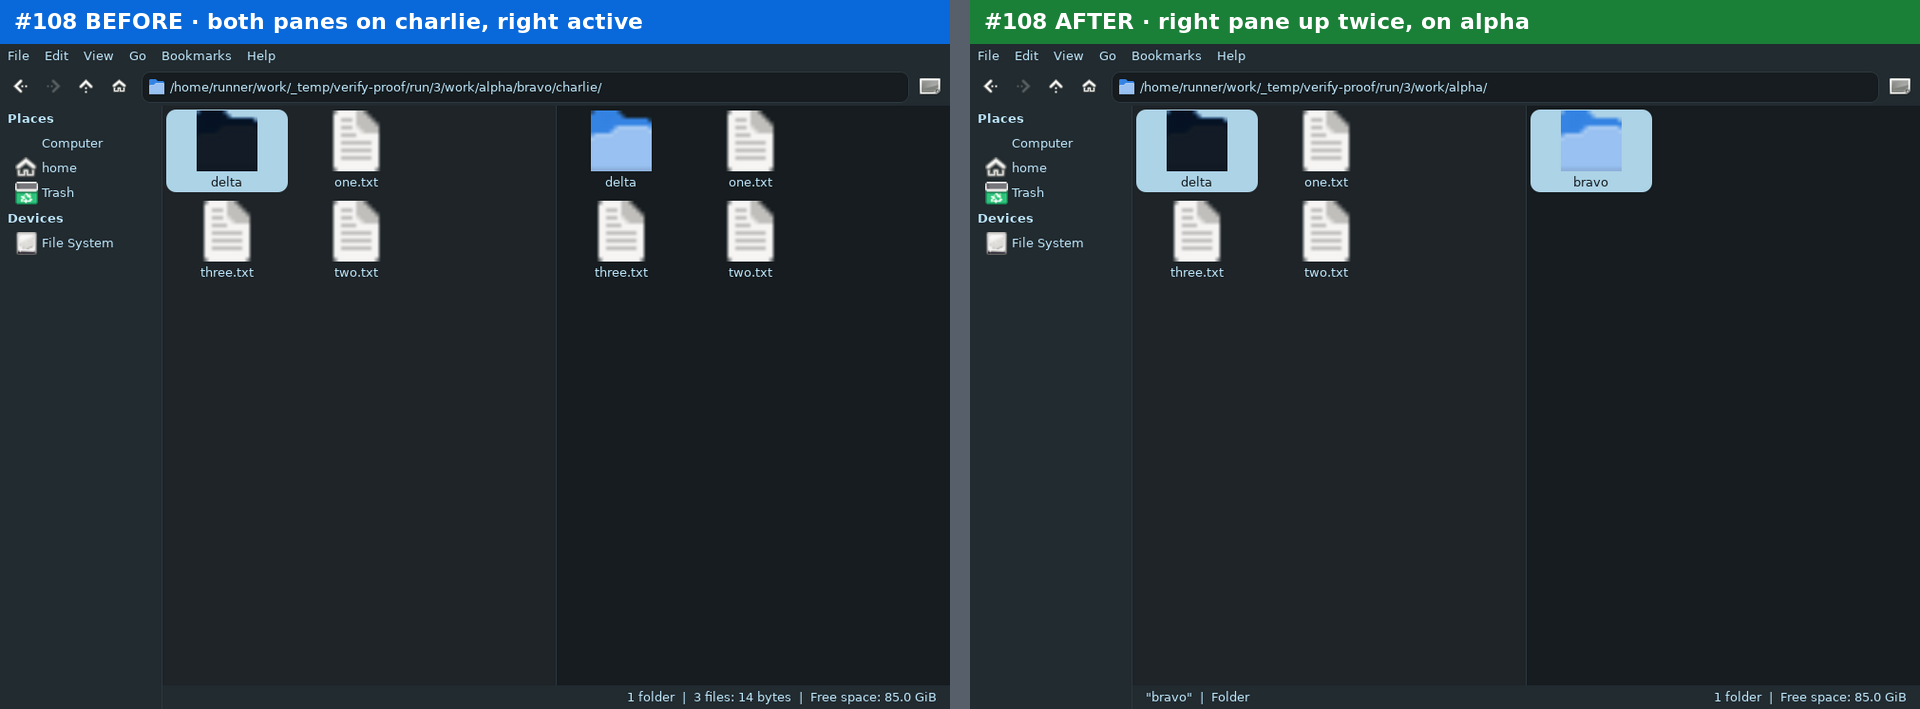 #108 BEFORE · both panes on charlie, right active
File Edit View Go Bookmarks Help
/home/runner/work/_temp/verify-proof/run/3/work/alpha/bravo/charlie/
Places
Computer
home
Trash
Devices
File System
delta one.txt
three.txt two.txt
delta one.txt
three.txt two.txt
1 folder | 3 files: 14 bytes | Free space: 85.0 GiB
#108 AFTER · right pane up twice, on alpha
File Edit View Go Bookmarks Help
/home/runner/work/_temp/verify-proof/run/3/work/alpha/
Places
Computer
home
Trash
Devices
File System
delta one.txt
three.txt two.txt
bravo
"bravo" | Folder
1 folder | Free space: 85.0 GiB